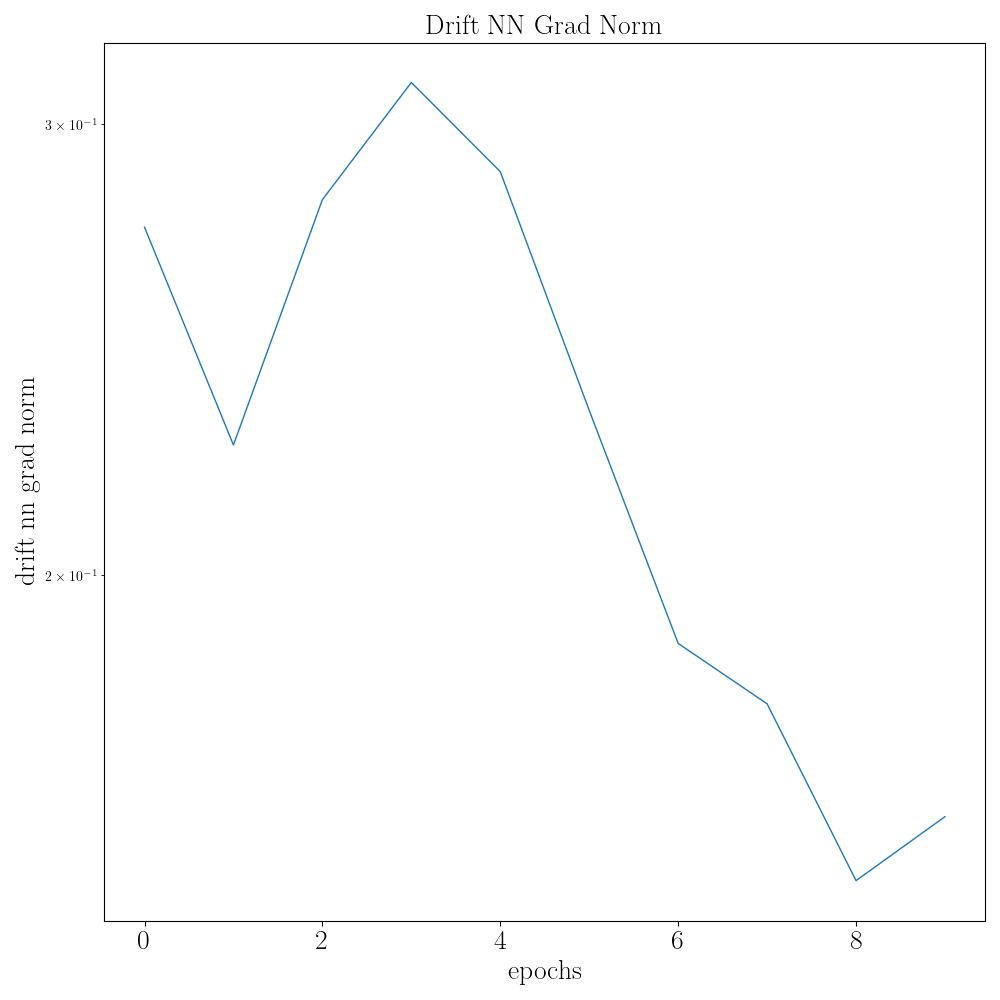 Drift NN Grad Norm
3 × 10⁻¹
drift nn grad norm
2 × 10⁻¹
0 2 4 6 8
epochs